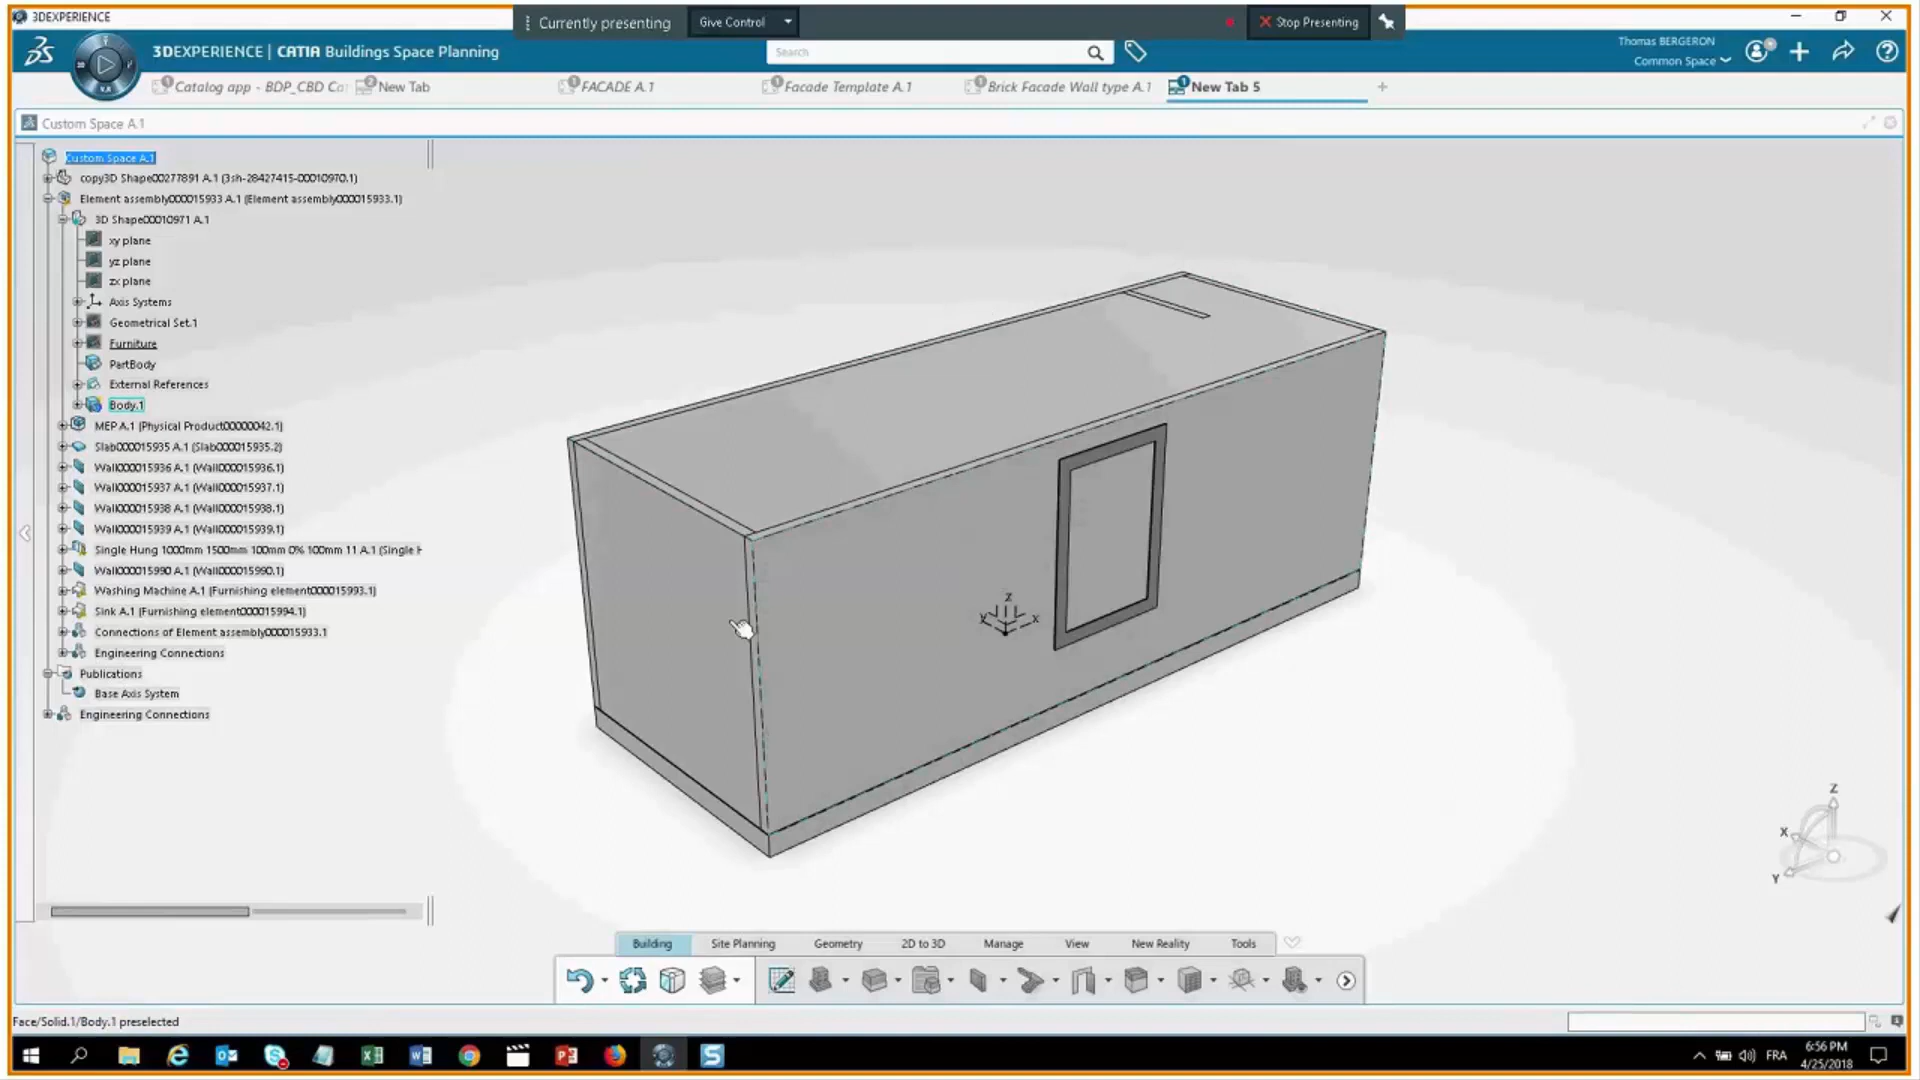 3DEXPERIENCE
Currently presenting
Give Control
Stop Presenting
3DEXPERIENCE | CATIA Buildings Space Planning
Search
Thomas BERGERON
Common Space
Catalog app - BDP_CBD Ca
New Tab
FACADE A.1
Facade Template A.1
Brick Facade Wall type A.1
New Tab 5
Custom Space A.1
Custom Space A.1
copy3D Shape00277891 A.1 (3sh-28427415-00010970.1)
Element assembly000015933 A.1 (Element assembly000015933.1)
3D Shape00010971 A.1
xy plane
yz plane
zx plane
Axis Systems
Geometrical Set.1
Furniture
PartBody
External References
Body.1
MEP A.1 (Physical Product00000042.1)
Slab000015935 A.1 (Slab000015935.2)
Wall000015936 A.1 (Wall000015936.1)
Wall000015937 A.1 (Wall000015937.1)
Wall000015938 A.1 (Wall000015938.1)
Wall000015939 A.1 (Wall000015939.1)
Single Hung 1000mm 1500mm 100mm 0% 100mm 11 A.1 (Single H
Wall000015990 A.1 (Wall000015990.1)
Washing Machine A.1 (Furnishing element000015993.1)
Sink A.1 (Furnishing element000015994.1)
Connections of Element assembly000015933.1
Engineering Connections
Publications
Base Axis System
Engineering Connections
z
y
x
Z
X
Y
Building
Site Planning
Geometry
2D to 3D
Manage
View
New Reality
Tools
Face/Solid.1/Body.1 preselected
FRA
6:56 PM
4/25/2018